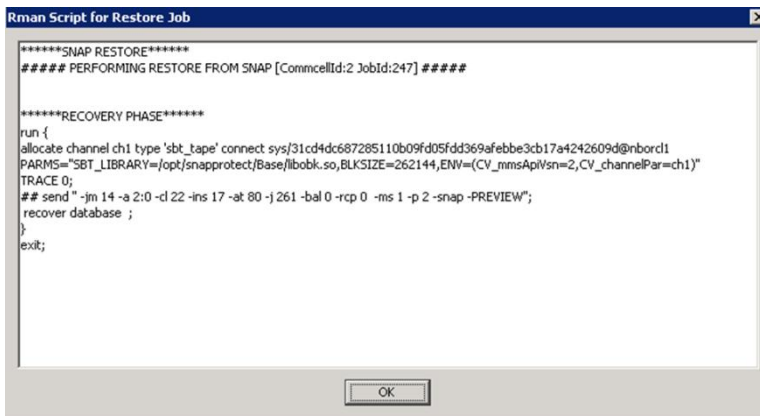 Rman Script for Restore Job
******SNAP RESTORE******
##### PERFORMING RESTORE FROM SNAP [CommcellId:2 JobId:247] #####
******RECOVERY PHASE******
run {
allocate channel ch1 type 'sbt_tape' connect sys/31cd4dc687285110b09fd05fdd369afebbe3cb17a4242609d@nborcl1
PARMS="SBT_LIBRARY=/opt/snapprotect/Base/libobk.so,BLKSIZE=262144,ENV=(CV_mmsApiVsn=2,CV_channelPar=ch1)"
TRACE 0;
## send " -jm 14 -a 2:0 -cl 22 -ins 17 -at 80 -j 261 -bal 0 -rcp 0  -ms 1 -p 2 -snap -PREVIEW";
recover database  ;
}
exit;
OK